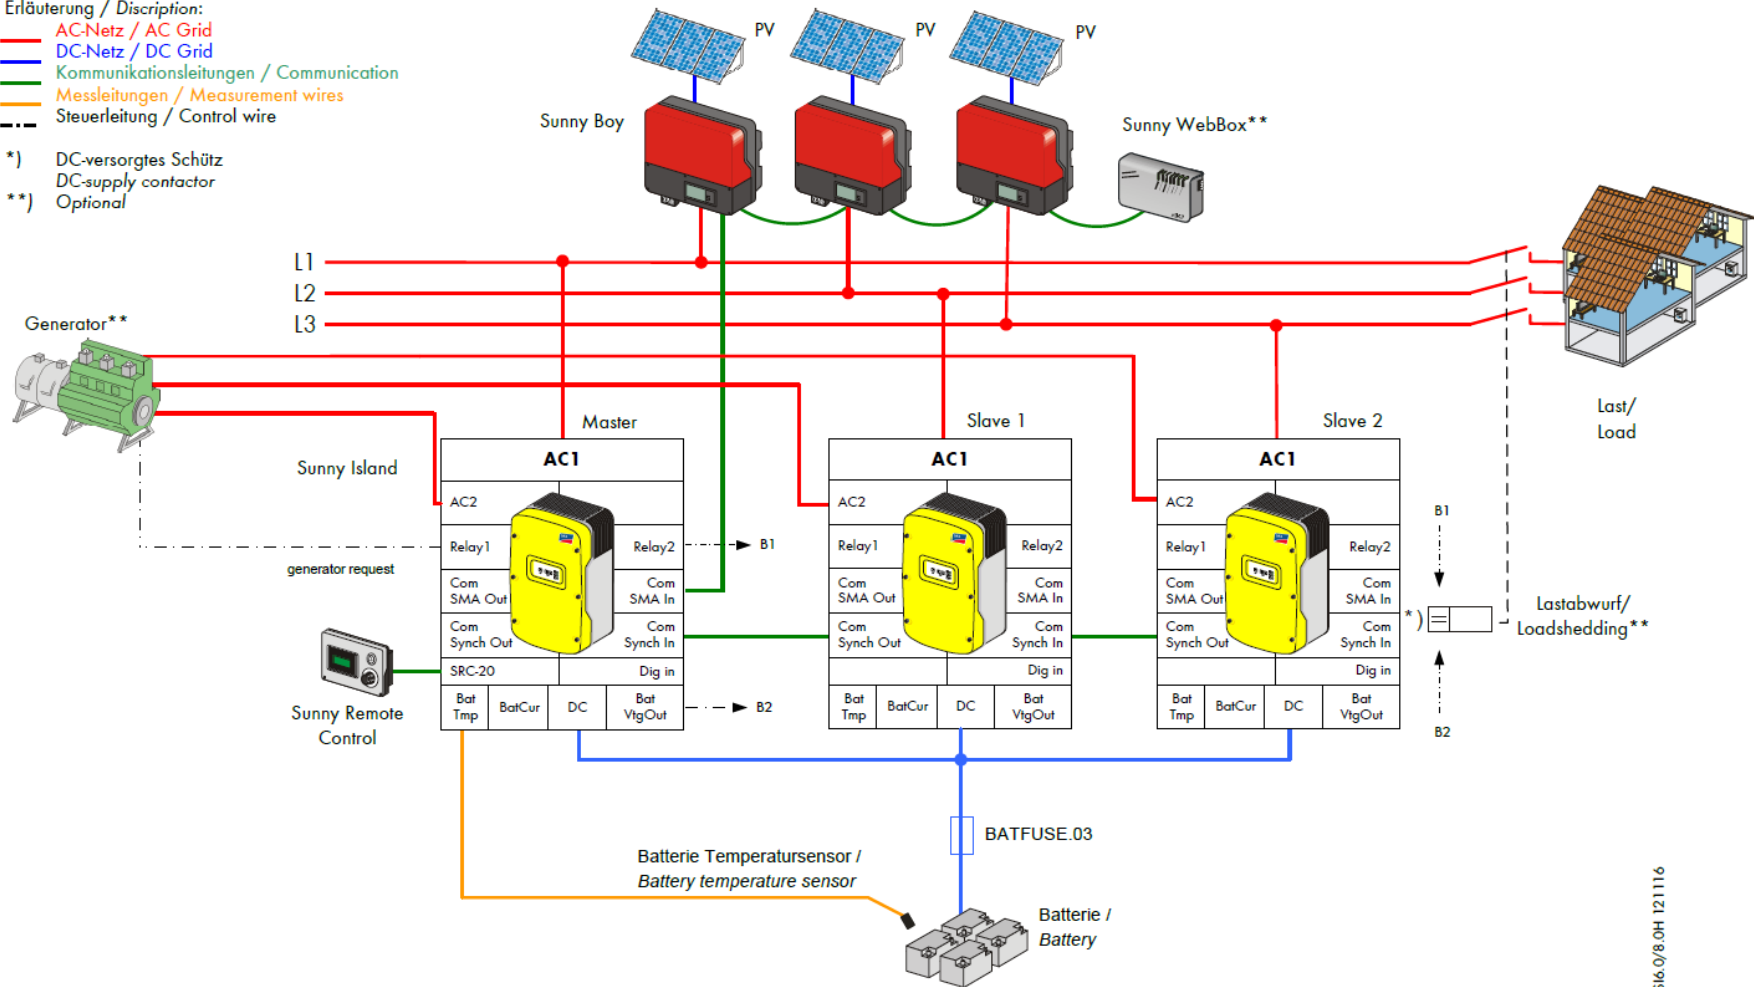 Erläuterung / Discription:
AC-Netz / AC Grid
DC-Netz / DC Grid
Kommunikationsleitungen / Communication
Messleitungen / Measurement wires
Steuerleitung / Control wire
*) DC-versorgtes Schütz
DC-supply contactor
**) Optional
PV
PV
PV
Sunny Boy
Sunny WebBox**
L1
L2
L3
Generator**
Last/
Load
Master
Slave 1
Slave 2
Sunny Island
AC1
AC2
Relay1
Relay2
Com
SMA Out
Com
SMA In
Com
Synch Out
Com
Synch In
SRC-20
Dig in
Bat
Tmp
BatCur
DC
Bat
VtgOut
AC1
AC2
Relay1
Relay2
Com
SMA Out
Com
SMA In
Com
Synch Out
Com
Synch In
Dig in
Bat
Tmp
BatCur
DC
Bat
VtgOut
AC1
AC2
Relay1
Relay2
Com
SMA Out
Com
SMA In
Com
Synch Out
Com
Synch In
Dig in
Bat
Tmp
BatCur
DC
Bat
VtgOut
generator request
B1
B2
B1
*)
B2
Lastabwurf/
Loadshedding**
Sunny Remote
Control
BATFUSE.03
Batterie Temperatursensor /
Battery temperature sensor
Batterie /
Battery
SI6.0/8.0H 121116